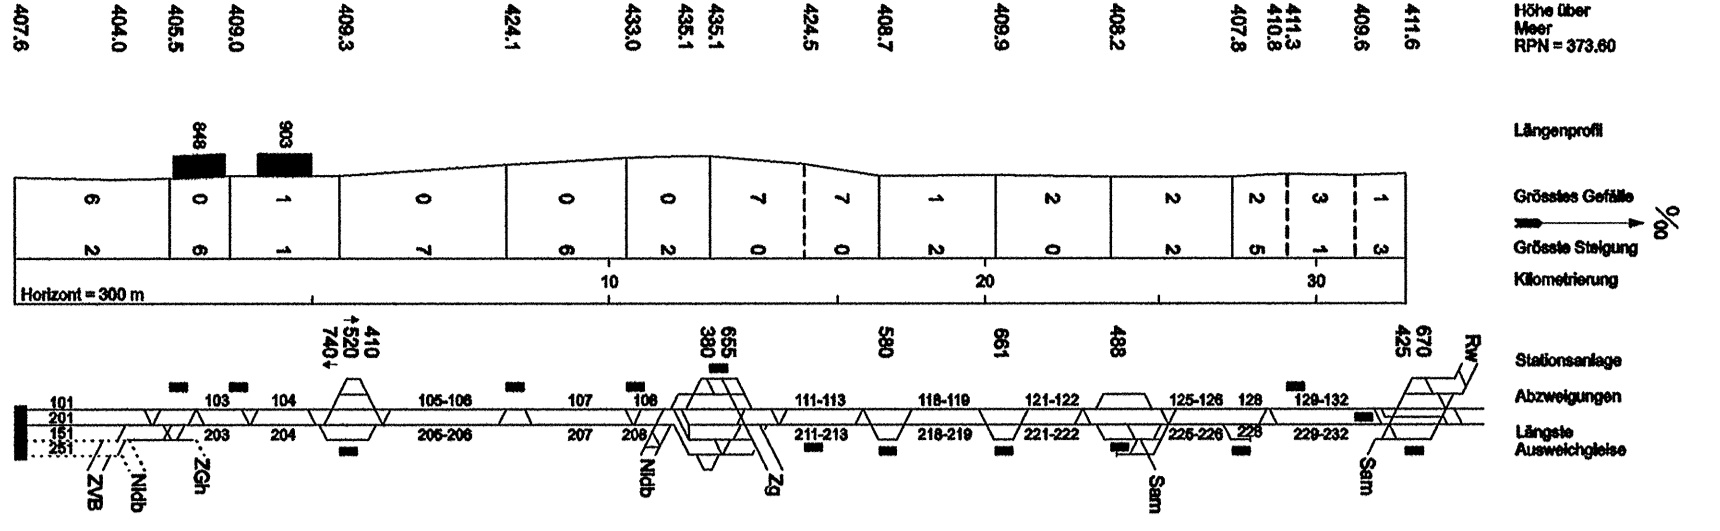 407.6 404.0 405.5 409.0 409.3 424.1 433.0 435.1 435.1 424.5 408.7 409.9 408.2 407.8 410.8 411.3 409.6 411.6
Höhe über
Meer
RPN = 373.60
848 903
Längenprofil
6 0 1 0 0 0 7 7 1 2 2 2 3 1
Grösstes Gefälle
‰
2 6 1 7 6 2 0 0 2 0 2 5 1 3
Grösste Steigung
10 20 30
Kilometrierung
Horizont = 300 m
740 520 410 380 655 580 661 488 425 670 Rw
Stationsanlage
101 103 104 105-106 107 108 111-113 118-119 121-122 125-126 128 129-132
Abzweigungen
201
151 203 204 205-206 207 208 211-213 218-219 221-222 225-226 228 229-232
Längste
251
Ausweichgleise
ZVB Nidb ZGh Nidb Zg Sam Sam